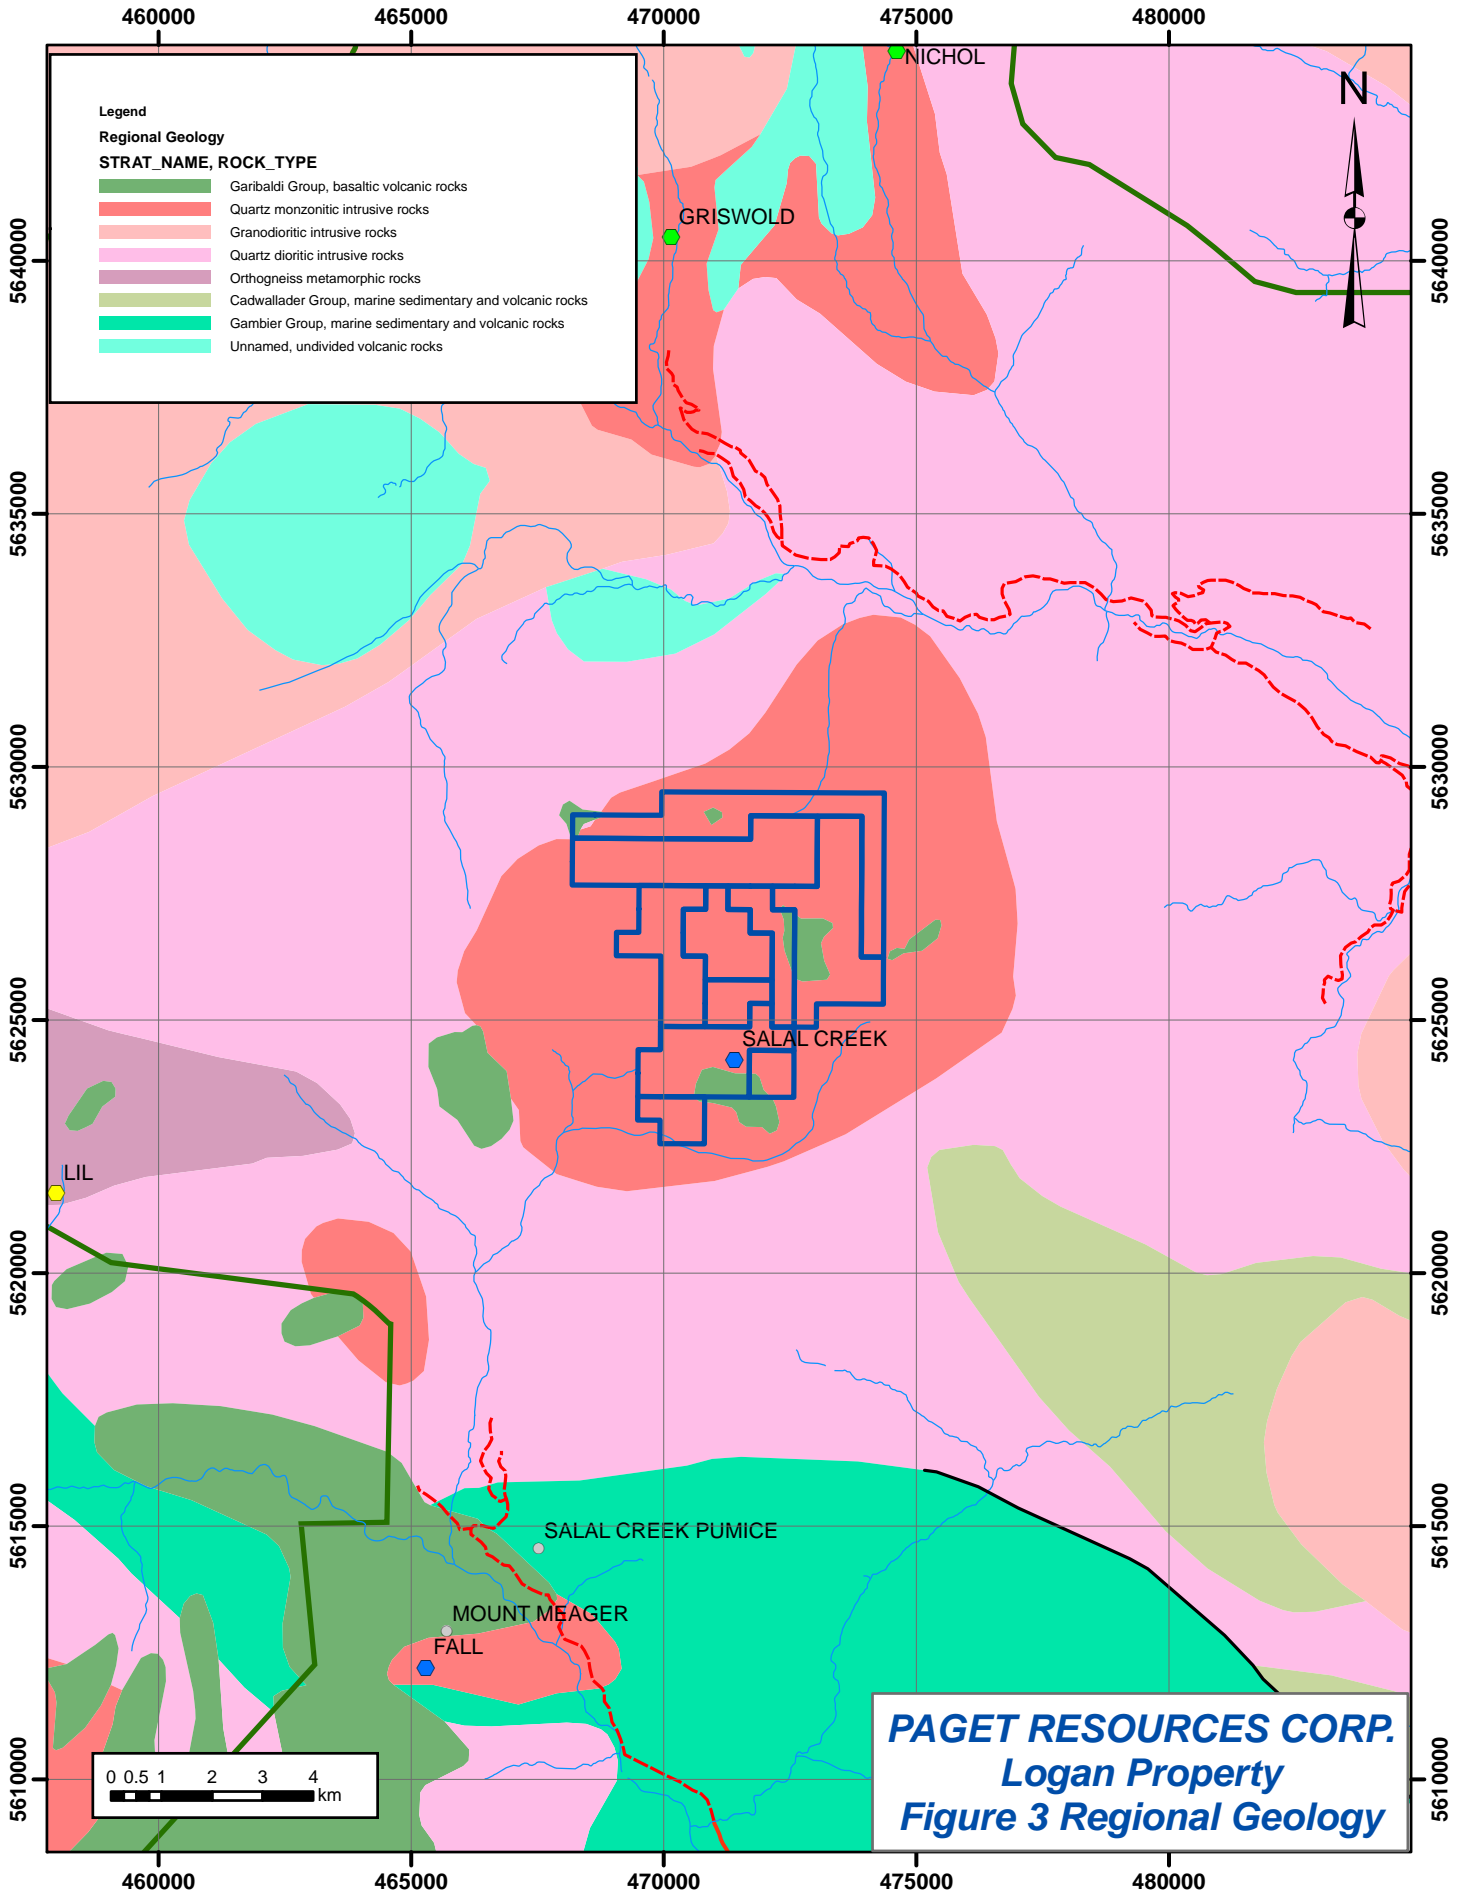 460000 465000 470000 475000 480000
NICHOL
N
Legend
Regional Geology
STRAT_NAME, ROCK_TYPE
Garibaldi Group, basaltic volcanic rocks
Quartz monzonitic intrusive rocks
Granodioritic intrusive rocks
Quartz dioritic intrusive rocks
Orthogneiss metamorphic rocks
Cadwallader Group, marine sedimentary and volcanic rocks
Gambier Group, marine sedimentary and volcanic rocks
Unnamed, undivided volcanic rocks
GRISWOLD
5640000 5640000
5635000 5635000
5630000 5630000
5625000 5625000
SALAL CREEK
LIL
5620000 5620000
5615000 5615000
SALAL CREEK PUMICE
MOUNT MEAGER
FALL
PAGET RESOURCES CORP.
Logan Property
Figure 3 Regional Geology
0 0.5 1 2 3 4
km
5610000 5610000
460000 465000 470000 475000 480000